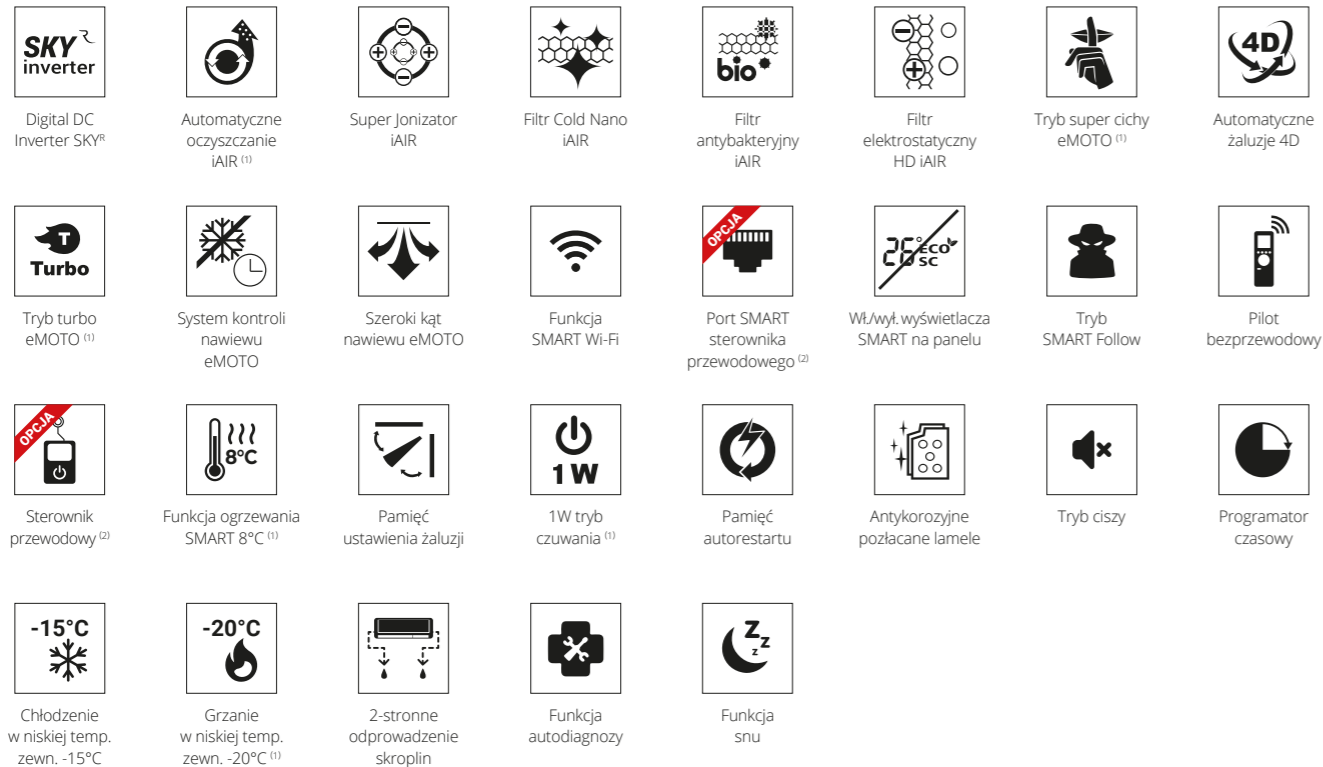 SKY R
inverter
Digital DC
Inverter SKYᴿ
Automatyczne
oczyszczanie
iAIR (1)
Super Jonizator
iAIR
Filtr Cold Nano
iAIR
bio
Filtr
antybakteryjny
iAIR
Filtr
elektrostatyczny
HD iAIR
Tryb super cichy
eMOTO (1)
4D
Automatyczne
żaluzje 4D
T
Turbo
Tryb turbo
eMOTO (1)
System kontroli
nawiewu
eMOTO
Szeroki kąt
nawiewu eMOTO
Funkcja
SMART Wi-Fi
OPCJA
Port SMART
sterownika
przewodowego (2)
26° ECO
SC
Wł./wył. wyświetlacza
SMART na panelu
Tryb
SMART Follow
Pilot
bezprzewodowy
OPCJA
Sterownik
przewodowy (2)
8°C
Funkcja ogrzewania
SMART 8°C (1)
Pamięć
ustawienia żaluzji
1W
1W tryb
czuwania (1)
Pamięć
autorestartu
Antykorozyjne
pozłacane lamele
Tryb ciszy
Programator
czasowy
-15°C
Chłodzenie
w niskiej temp.
zewn. -15°C
-20°C
Grzanie
w niskiej temp.
zewn. -20°C (1)
2-stronne
odprowadzenie
skroplin
Funkcja
autodiagnozy
Z z z
Funkcja
snu